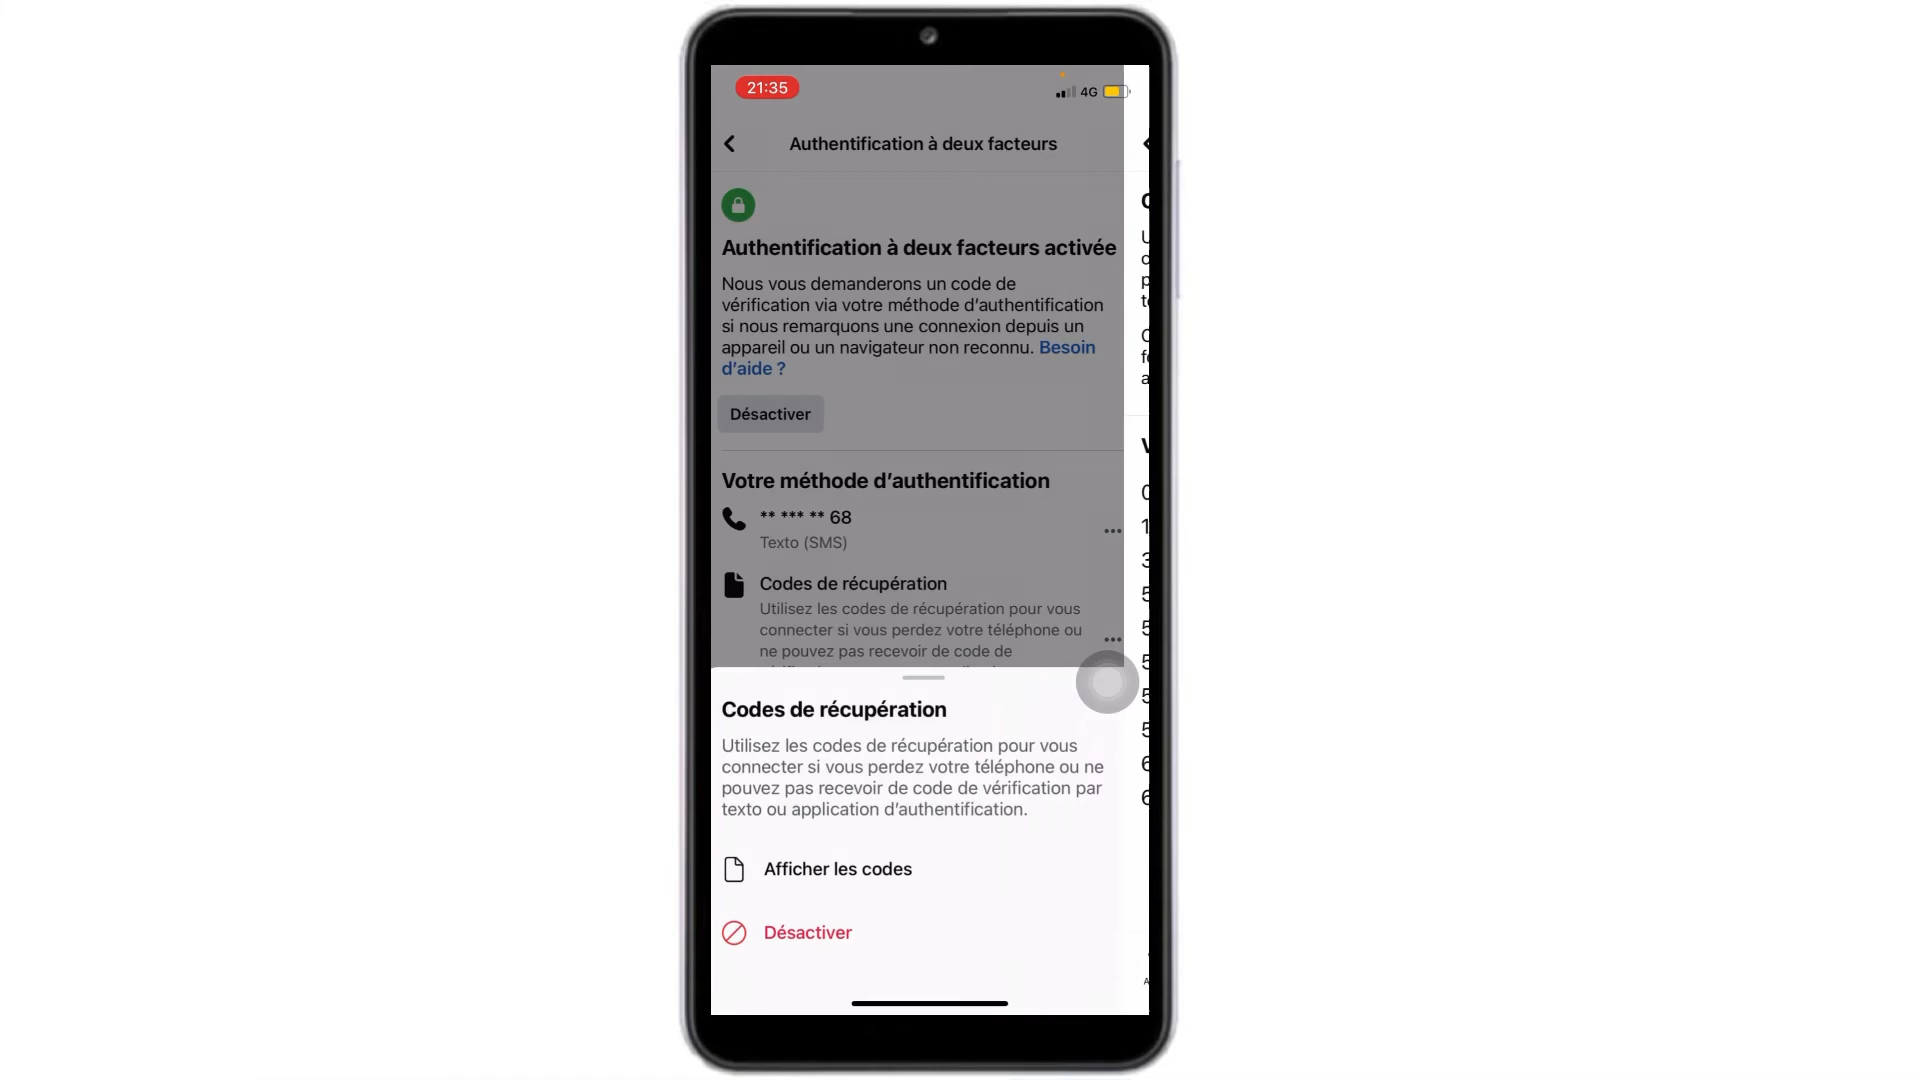 21:35
4G
Authentification à deux facteurs
Authentification à deux facteurs activée
Nous vous demanderons un code de
vérification via votre méthode d’authentification
si nous remarquons une connexion depuis un
appareil ou un navigateur non reconnu. Besoin
d’aide ?
Désactiver
Votre méthode d’authentification
** *** ** 68
Texto (SMS)
Codes de récupération
Utilisez les codes de récupération pour vous
connecter si vous perdez votre téléphone ou
ne pouvez pas recevoir de code de
Codes de récupération
Utilisez les codes de récupération pour vous
connecter si vous perdez votre téléphone ou ne
pouvez pas recevoir de code de vérification par
texto ou application d’authentification.
Afficher les codes
Désactiver